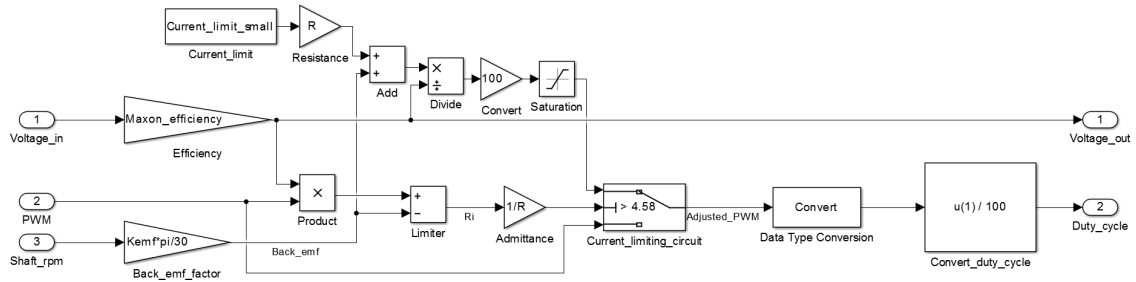 Current_limit_small
Current_limit
R
Resistance
+
+
Add
×
÷
Divide
100
Convert
Saturation
1
Voltage_in
Maxon_efficiency
Efficiency
1
Voltage_out
2
PWM
×
Product
+
−
Limiter
Ri
1/R
Admittance
> 4.58
Current_limiting_circuit
Adjusted_PWM
Convert
Data Type Conversion
u(1) / 100
Convert_duty_cycle
2
Duty_cycle
3
Shaft_rpm
Kemf*pi/30
Back_emf_factor
Back_emf